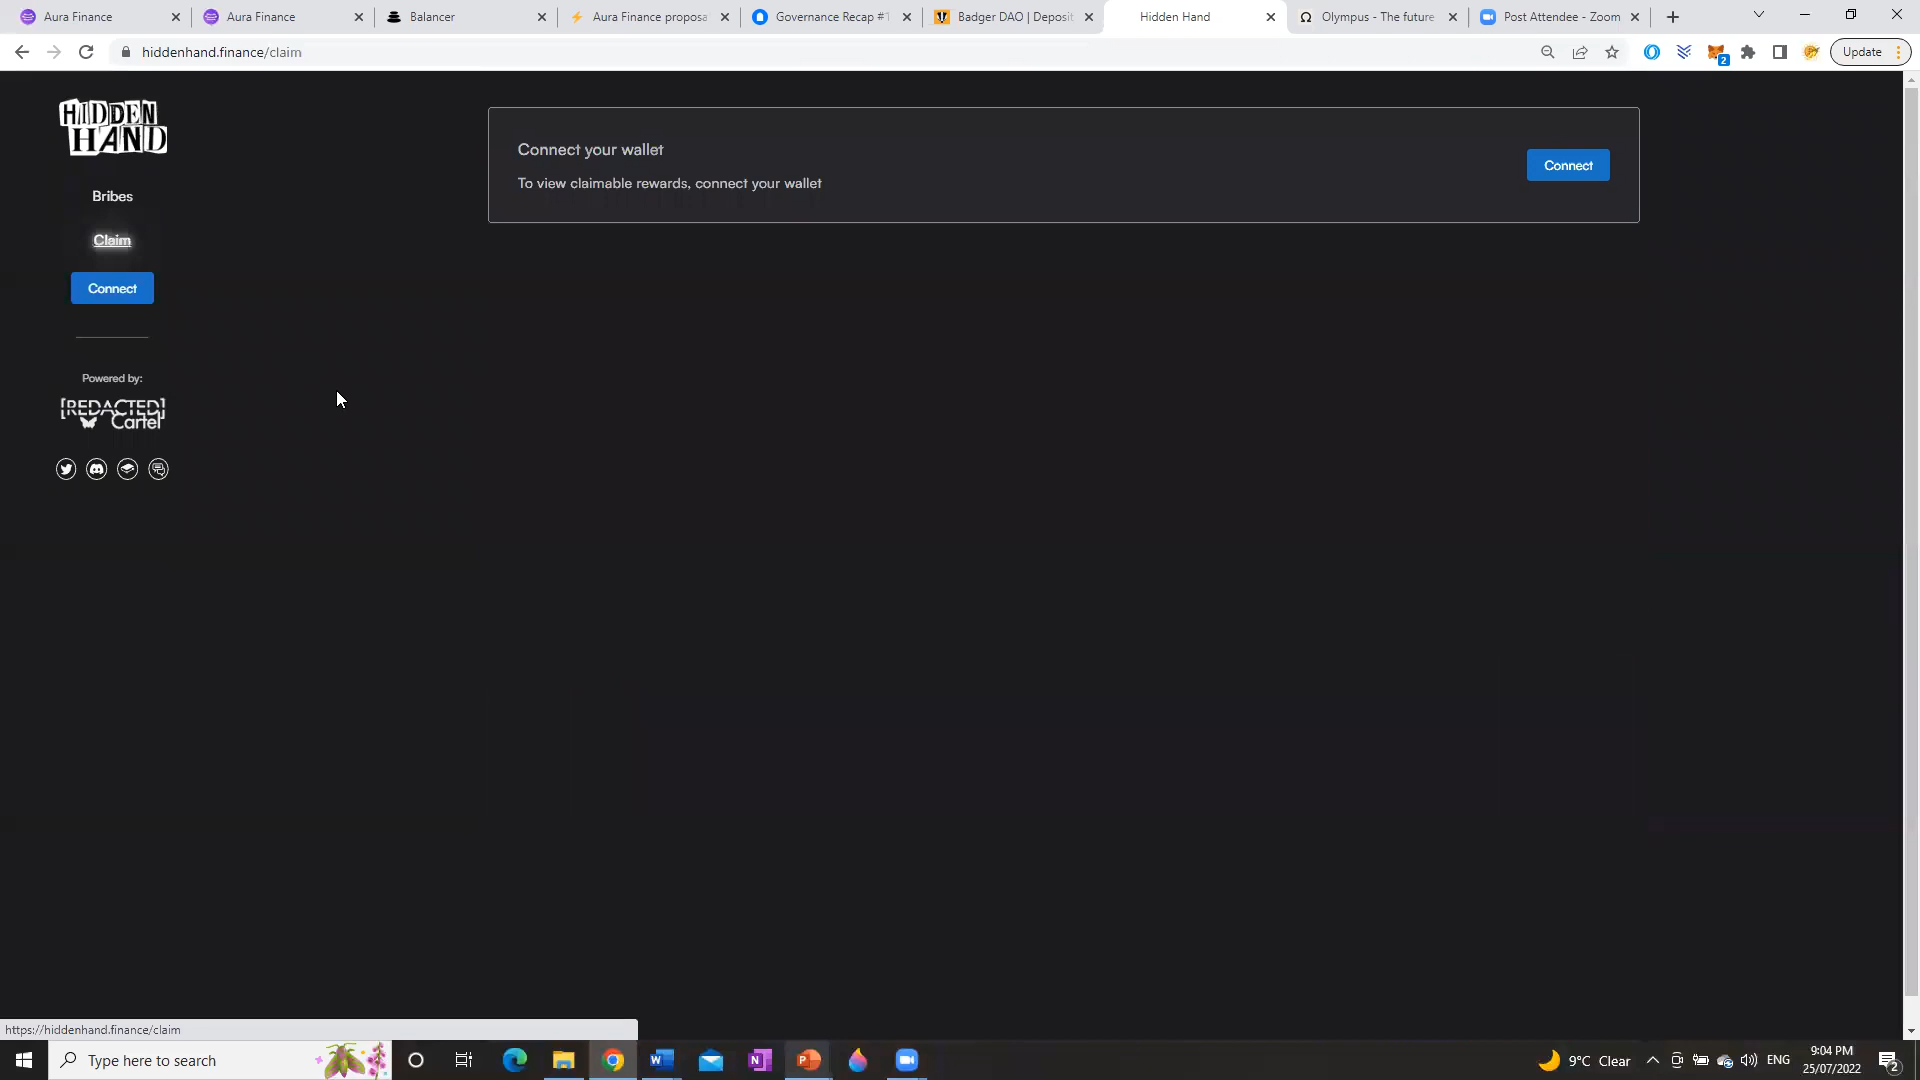 Aura Finance
Aura Finance
Balancer
Aura Finance proposa
Governance Recap #1
Badger DAO | Deposit
Hidden Hand
Olympus - The future
Post Attendee - Zoom
hiddenhand.finance/claim
2
Update
HIDDEN
HAND
Bribes
Claim
Connect
Powered by:
[REDACTED]
Cartel
Connect your wallet
To view claimable rewards, connect your wallet
Connect
https://hiddenhand.finance/claim
Type here to search
9°C Clear
ENG
9:04 PM
25/07/2022
2